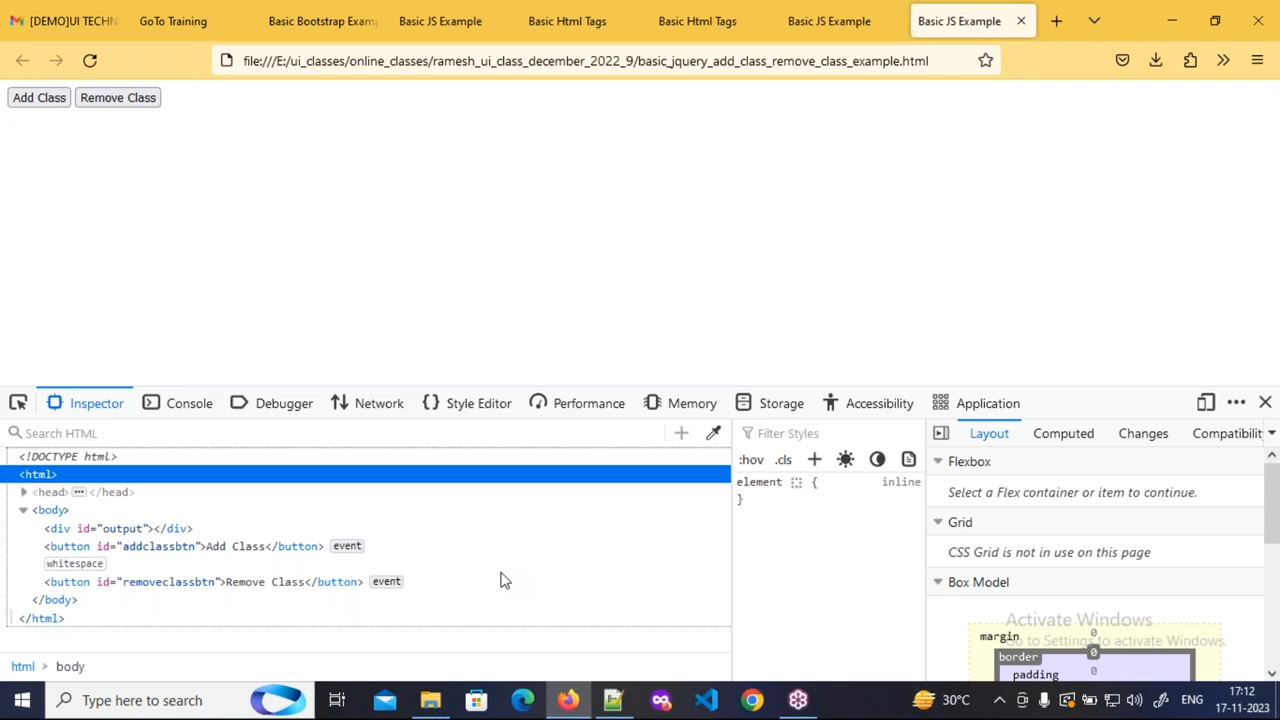 [DEMO]UI TECHN
GoTo Training
Basic Bootstrap Examp
Basic JS Example
Basic Html Tags
Basic Html Tags
Basic JS Example
Basic JS Example
file:///E:/ui_classes/online_classes/ramesh_ui_class_december_2022_9/basic_jquery_add_class_remove_class_example.html
Add Class Remove Class
Inspector Console Debugger Network Style Editor Performance Memory Storage Accessibility Application
Search HTML
Filter Styles
Layout Computed Changes Compatibility
:hov .cls
<!DOCTYPE html>
<html>
<head> ··· </head>
<body>
<div id="output"></div>
<button id="addclassbtn">Add Class</button> event
whitespace
<button id="removeclassbtn">Remove Class</button> event
</body>
</html>
html body
element { inline
}
Flexbox
Select a Flex container or item to continue.
Grid
CSS Grid is not in use on this page
Box Model
margin 0
border 0
padding 0
Activate Windows
Go to Settings to activate Windows.
Type here to search
30°C
ENG
17:12
17-11-2023